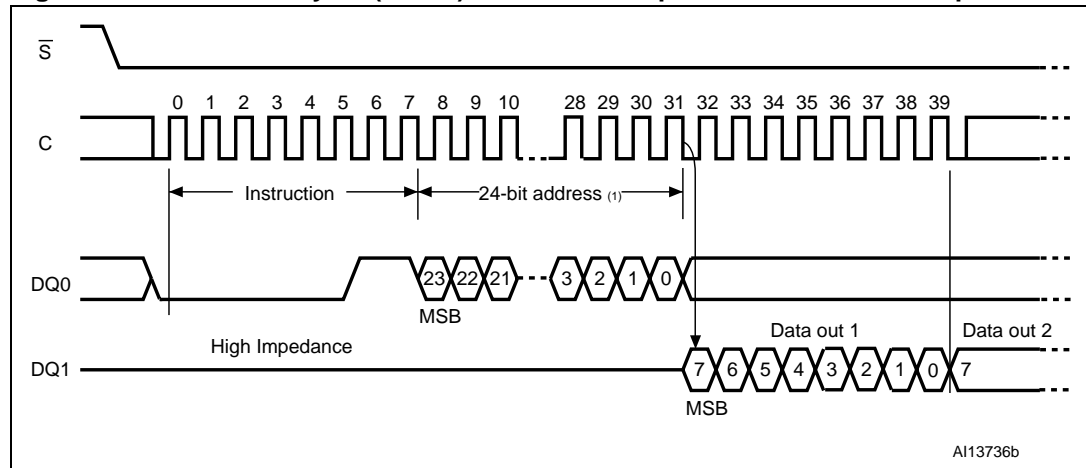 S
0 1 2 3 4 5 6 7 8 9 10 28 29 30 31 32 33 34 35 36 37 38 39
C
Instruction 24-bit address (1)
DQ0 23 22 21 3 2 1 0
MSB
High Impedance Data out 1 Data out 2
DQ1 7 6 5 4 3 2 1 0 7
MSB
AI13736b